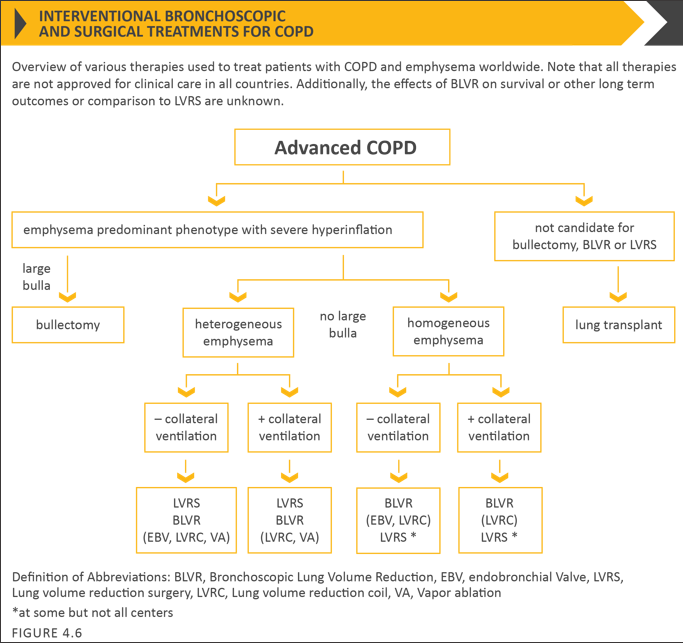 INTERVENTIONAL BRONCHOSCOPIC
AND SURGICAL TREATMENTS FOR COPD
Overview of various therapies used to treat patients with COPD and emphysema worldwide. Note that all therapies
are not approved for clinical care in all countries. Additionally, the effects of BLVR on survival or other long term
outcomes or comparison to LVRS are unknown.
Advanced COPD
emphysema predominant phenotype with severe hyperinflation
not candidate for
bullectomy, BLVR or LVRS
large
bulla
bullectomy
heterogeneous
emphysema
no large
bulla
homogeneous
emphysema
lung transplant
– collateral
ventilation
+ collateral
ventilation
– collateral
ventilation
+ collateral
ventilation
LVRS
BLVR
(EBV, LVRC, VA)
LVRS
BLVR
(LVRC, VA)
BLVR
(EBV, LVRC)
LVRS *
BLVR
(LVRC)
LVRS *
Definition of Abbreviations: BLVR, Bronchoscopic Lung Volume Reduction, EBV, endobronchial Valve, LVRS,
Lung volume reduction surgery, LVRC, Lung volume reduction coil, VA, Vapor ablation
*at some but not all centers
FIGURE 4.6